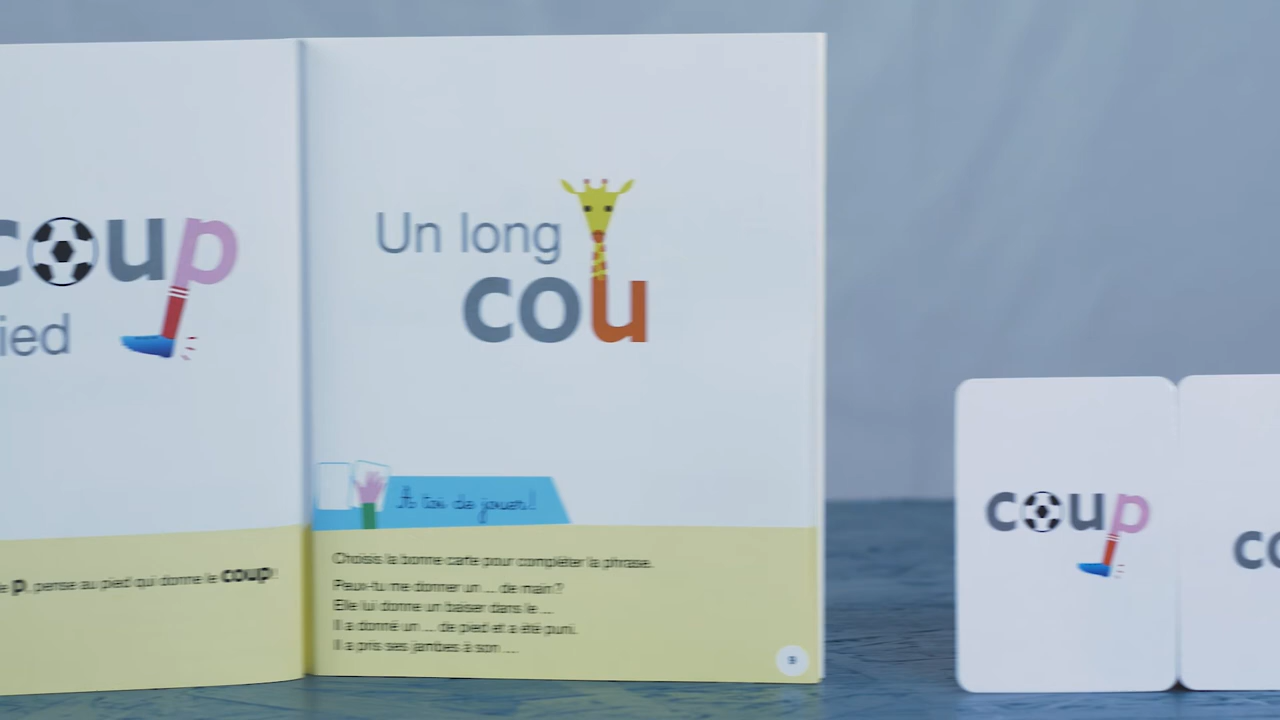 coup
ied
e p, pense au pied qui donne le coup!
Un long
cou
À toi de jouer!
Choisis la bonne carte pour compléter la phrase.
Peux-tu me donner un ... de main ?
Elle lui donne un baiser dans le ...
Il a donné un ... de pied et a été puni.
Il a pris ses jambes à son ...
9
coup
co